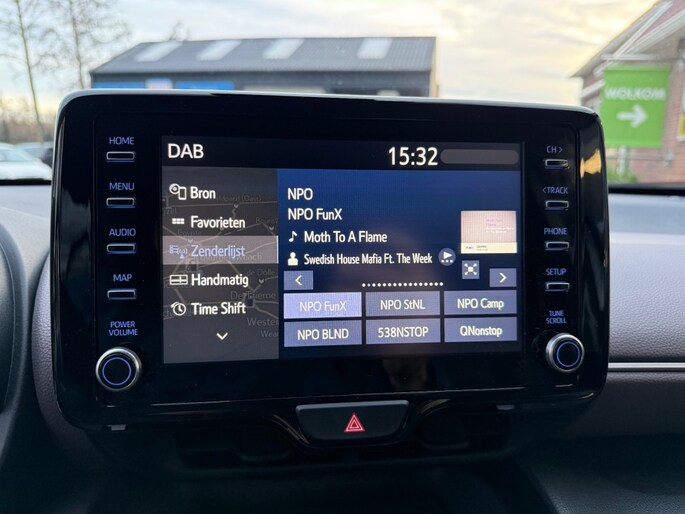 WOLKOM
HOME
MENU
AUDIO
MAP
POWER
VOLUME
CH >
< TRACK
PHONE
SETUP
TUNE
SCROLL
DAB
15:32
Bron
Favorieten
Zenderlijst
Handmatig
Time Shift
NPO
NPO FunX
Moth To A Flame
Swedish House Mafia Ft. The Week
NPO FunX
NPO StNL
NPO Camp
NPO BLND
538NSTOP
QNonstop